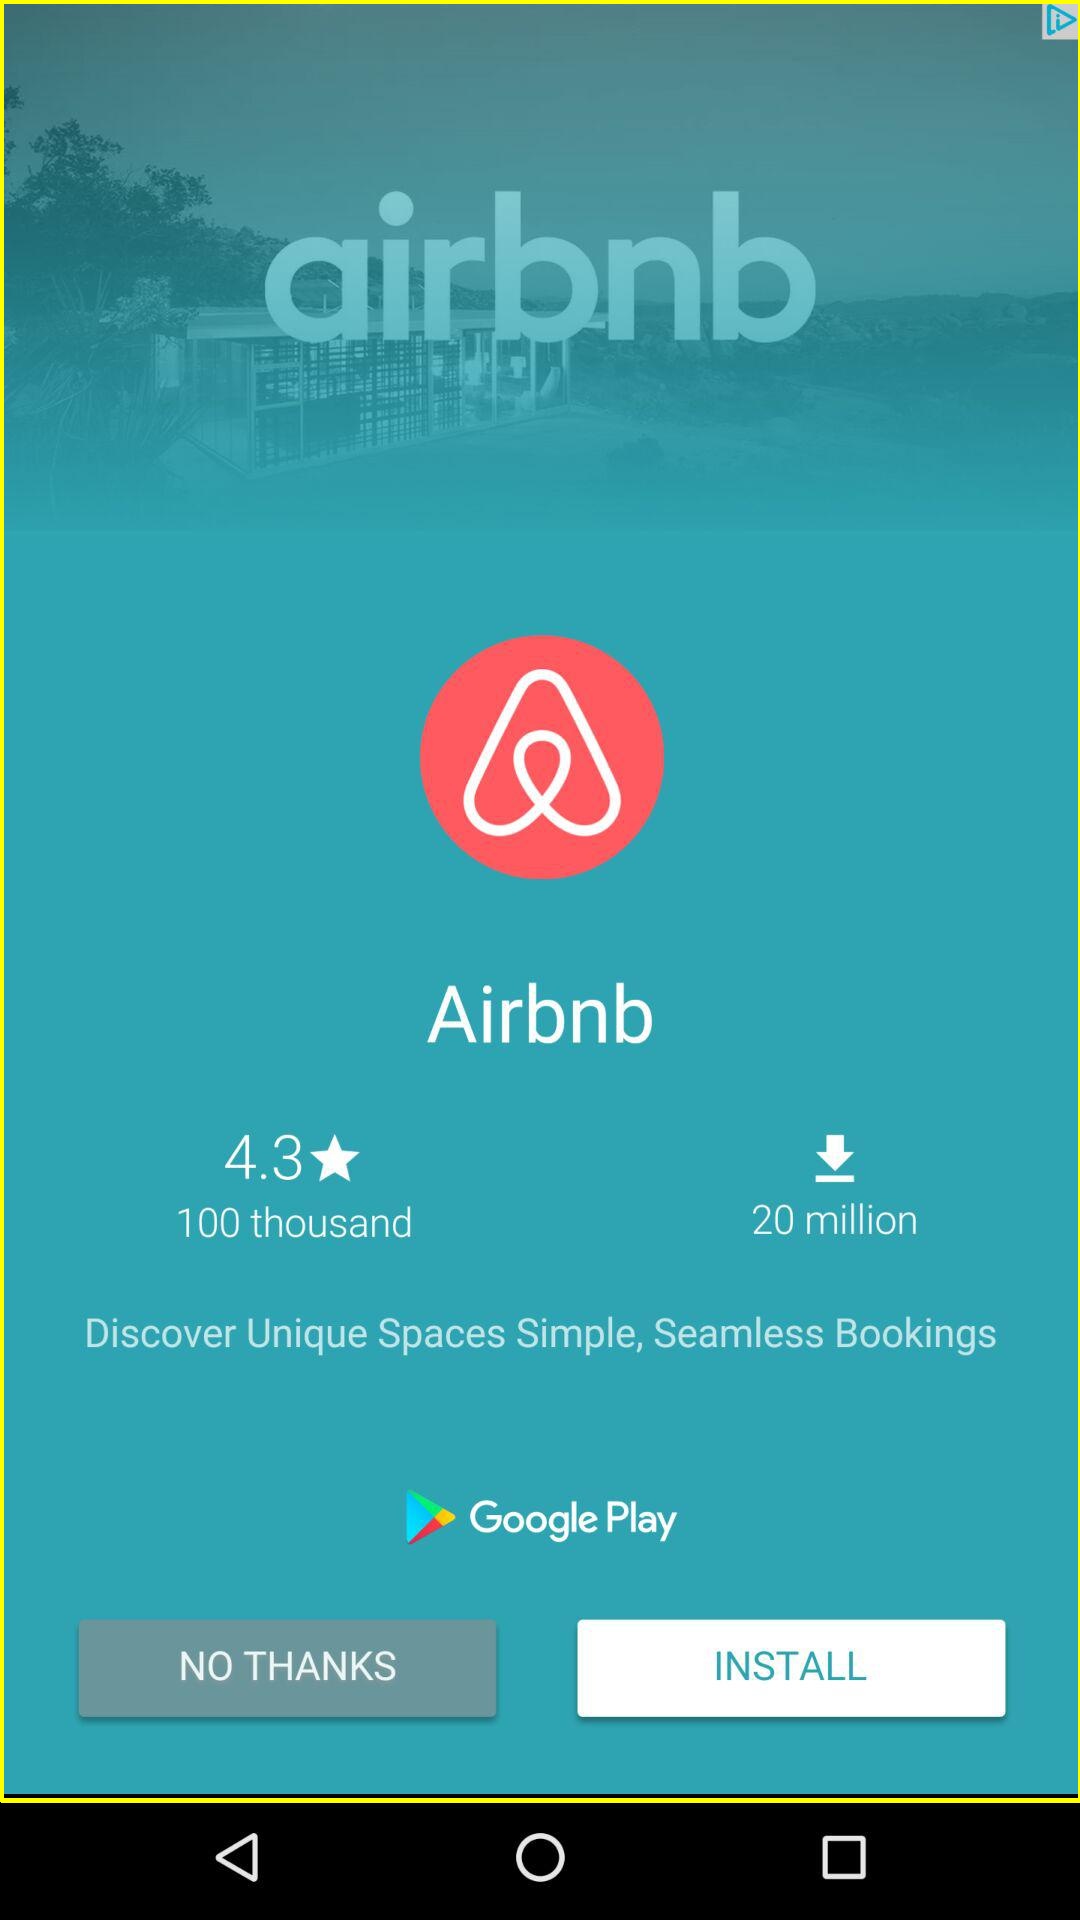 airbnb
Airbnb
4.3★
100 thousand
20 million
Discover Unique Spaces Simple, Seamless Bookings
Google Play
NO THANKS
INSTALL